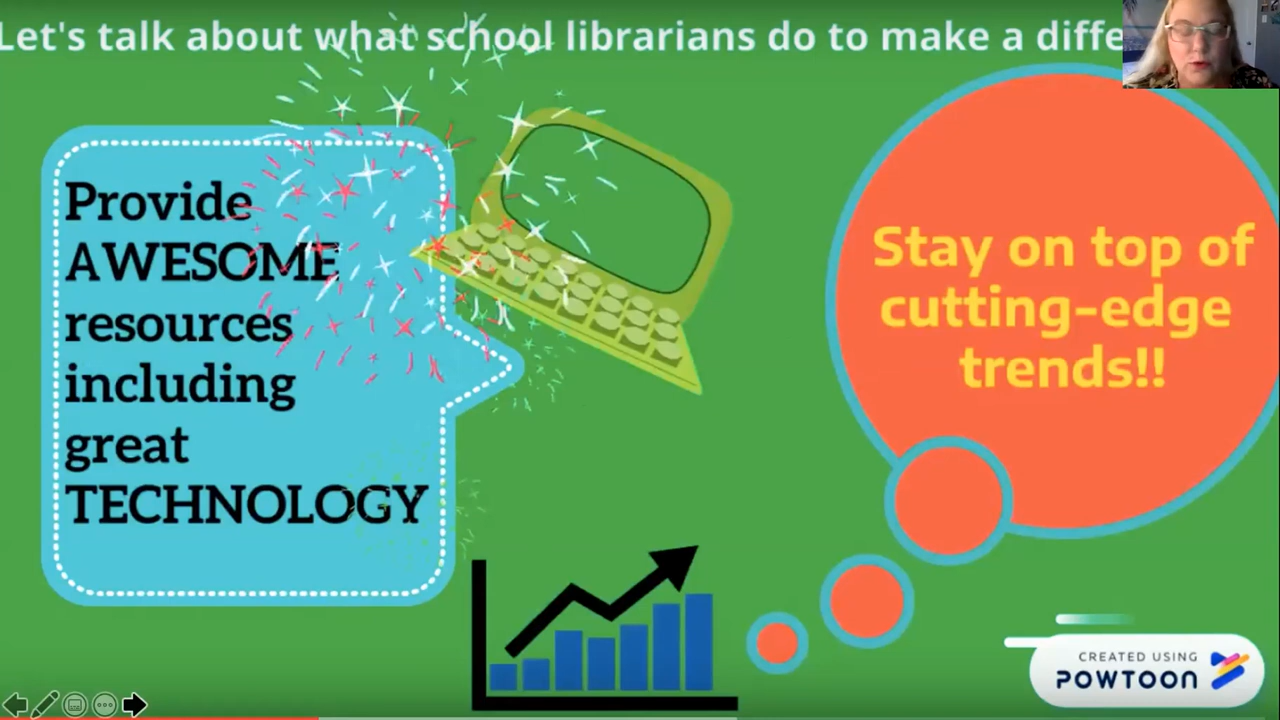 Let's talk about what school librarians do to make a diffe
Provide
AWESOME
resources
including
great
TECHNOLOGY
Stay on top of
cutting-edge
trends!!
CREATED USING
POWTOON